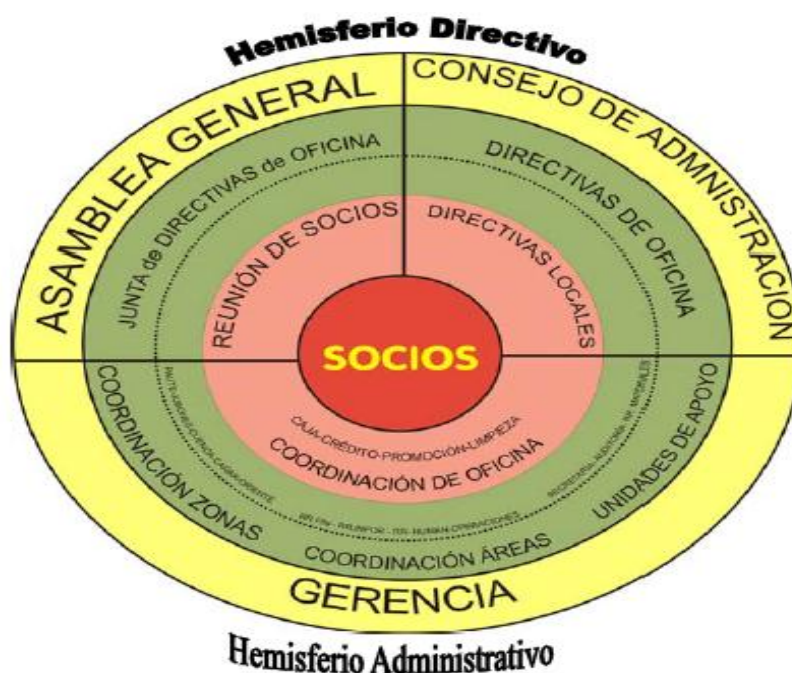 Hemisferio Directivo
ASAMBLEA GENERAL
CONSEJO DE ADMNISTRACION
JUNTA de DIRECTIVAS de OFICINA
DIRECTIVAS DE OFICINA
REUNIÓN DE SOCIOS
DIRECTIVAS LOCALES
SOCIOS
CAJA-CRÉDITO-PROMOCIÓN-LIMPIEZA
COORDINACIÓN DE OFICINA
COORDINACIÓN ZONAS
COORDINACIÓN ÁREAS
UNIDADES DE APOYO
GERENCIA
Hemisferio Administrativo